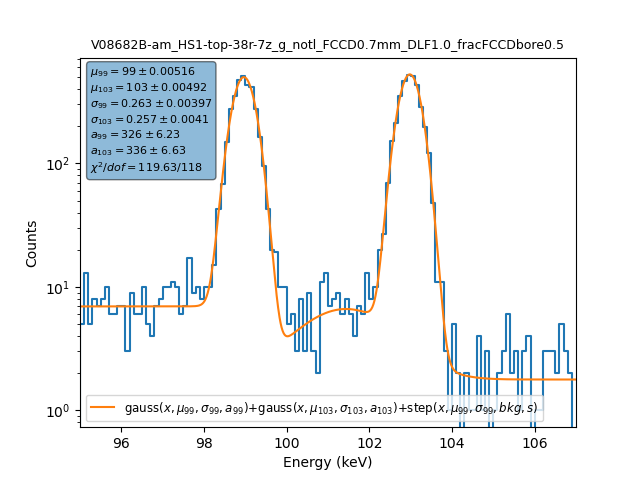 V08682B-am_HS1-top-38r-7z_g_notl_FCCD0.7mm_DLF1.0_fracFCCDbore0.5
μ₉₉ = 99 ± 0.00516
μ₁₀₃ = 103 ± 0.00492
σ₉₉ = 0.263 ± 0.00397
σ₁₀₃ = 0.257 ± 0.0041
a₉₉ = 326 ± 6.23
a₁₀₃ = 336 ± 6.63
χ²/dof = 119.63/118
10²
10¹
10⁰
Counts
gauss(x, μ₉₉, σ₉₉, a₉₉)+gauss(x, μ₁₀₃, σ₁₀₃, a₁₀₃)+step(x, μ₉₉, σ₉₉, bkg, s)
96 98 100 102 104 106
Energy (keV)